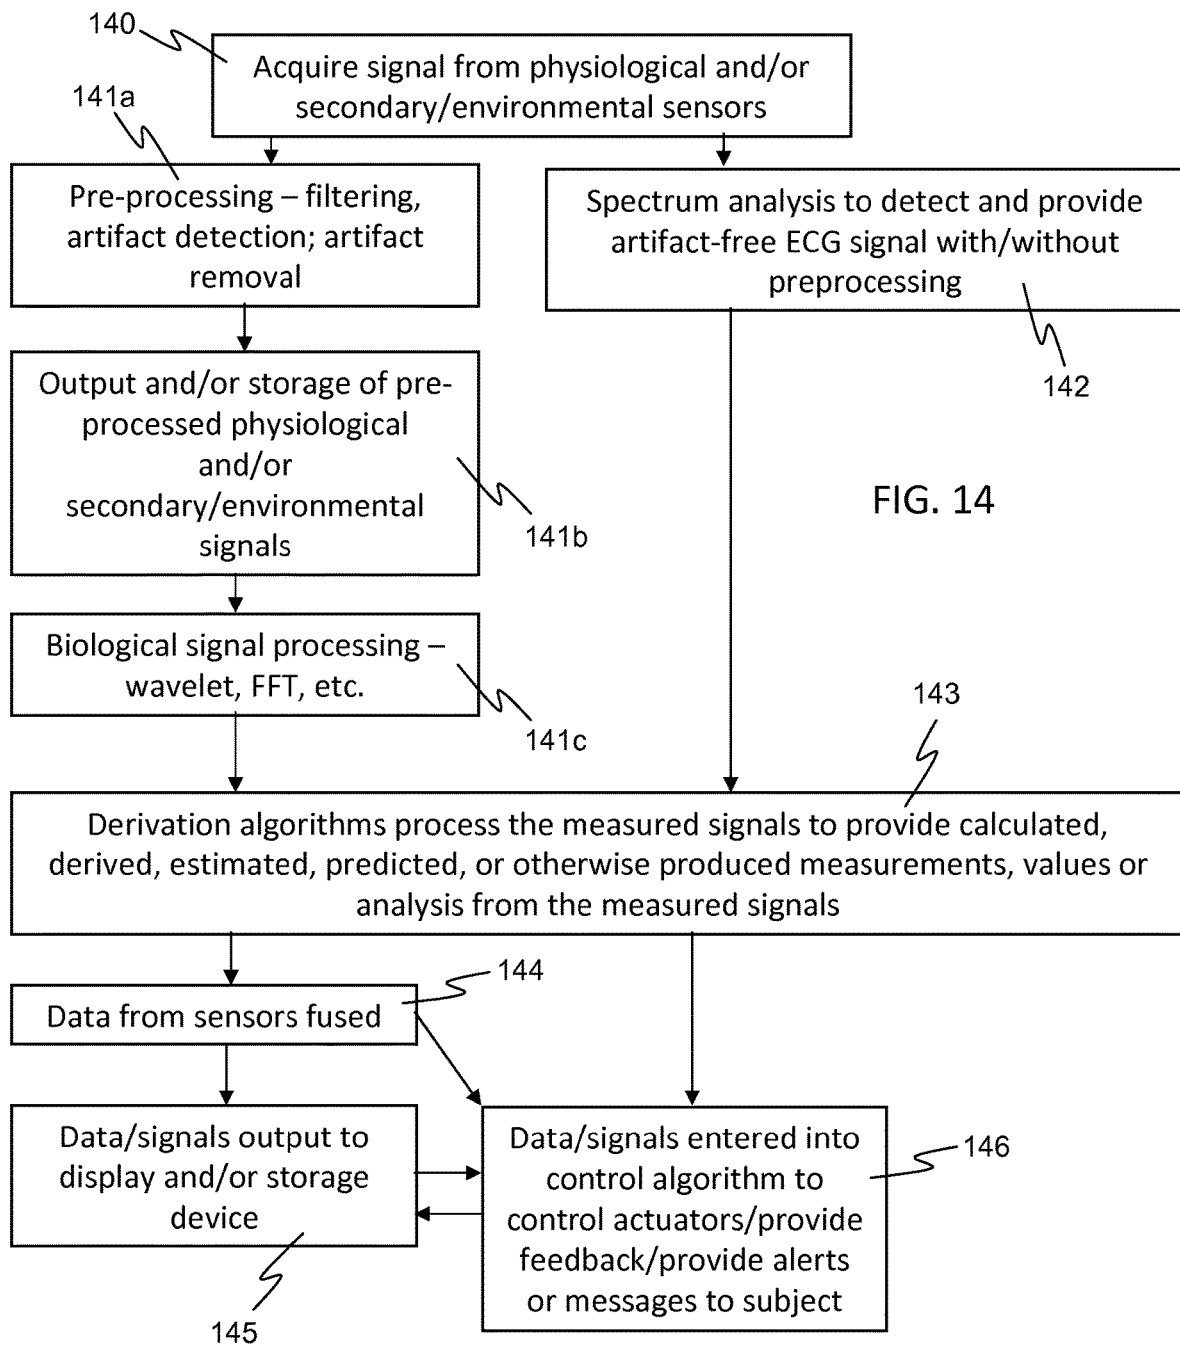 140
Acquire signal from physiological and/or
secondary/environmental sensors
141a
Pre-processing – filtering,
artifact detection; artifact
removal
Spectrum analysis to detect and provide
artifact-free ECG signal with/without
preprocessing
142
Output and/or storage of pre-
processed physiological
and/or
secondary/environmental
signals
141b
FIG. 14
Biological signal processing –
wavelet, FFT, etc.
141c
143
Derivation algorithms process the measured signals to provide calculated,
derived, estimated, predicted, or otherwise produced measurements, values or
analysis from the measured signals
144
Data from sensors fused
Data/signals output to
display and/or storage
device
145
Data/signals entered into
control algorithm to
control actuators/provide
feedback/provide alerts
or messages to subject
146